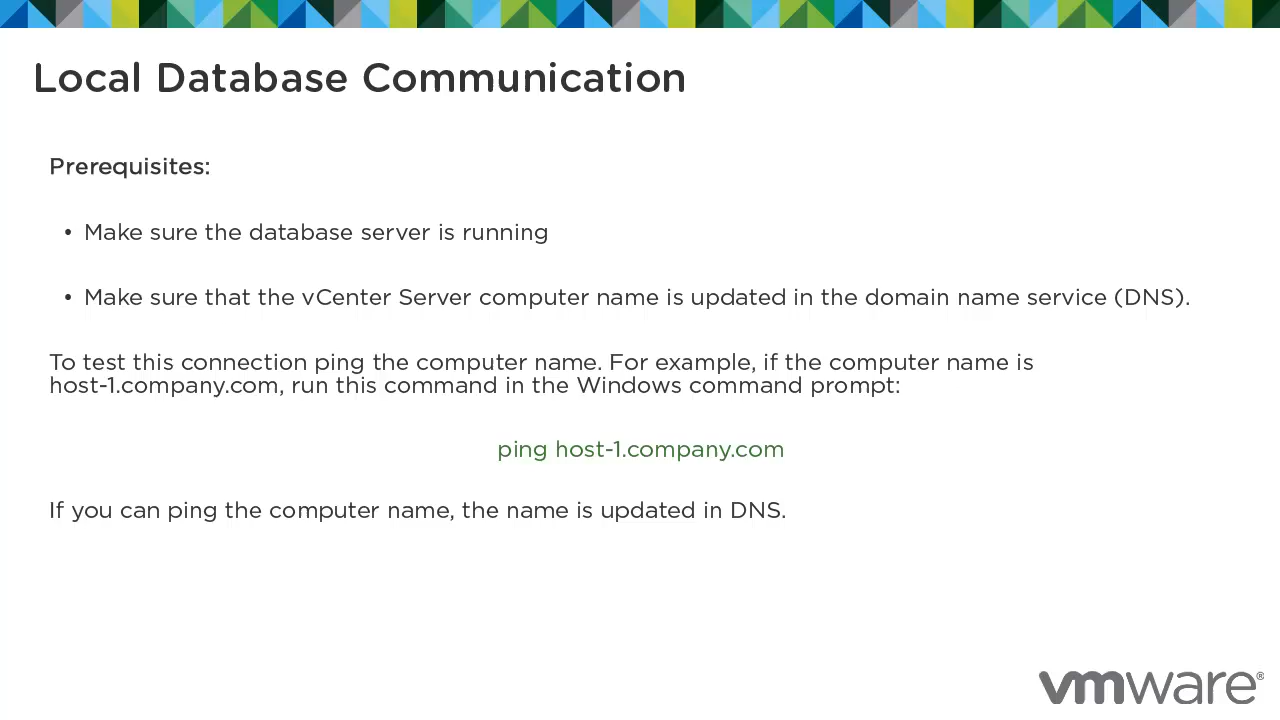 Local Database Communication
Prerequisites:
• Make sure the database server is running
• Make sure that the vCenter Server computer name is updated in the domain name service (DNS).
To test this connection ping the computer name. For example, if the computer name is
host-1.company.com, run this command in the Windows command prompt:
ping host-1.company.com
If you can ping the computer name, the name is updated in DNS.
vmware®